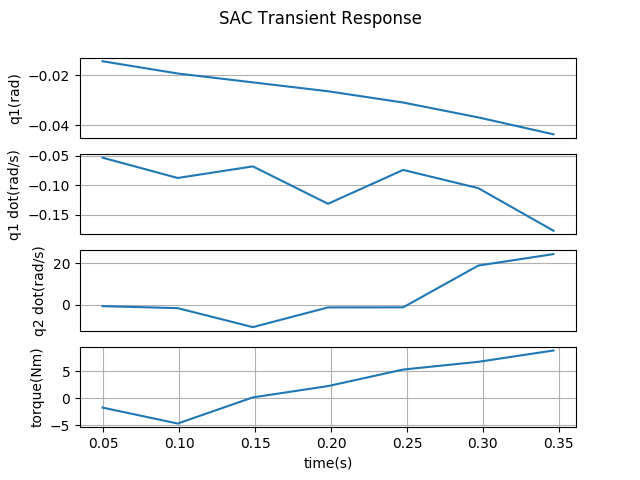 SAC Transient Response
q1(rad)
−0.02
−0.04
q1 dot(rad/s)
−0.05
−0.10
−0.15
q2 dot(rad/s)
20
0
torque(Nm)
5
0
−5
0.05 0.10 0.15 0.20 0.25 0.30 0.35
time(s)